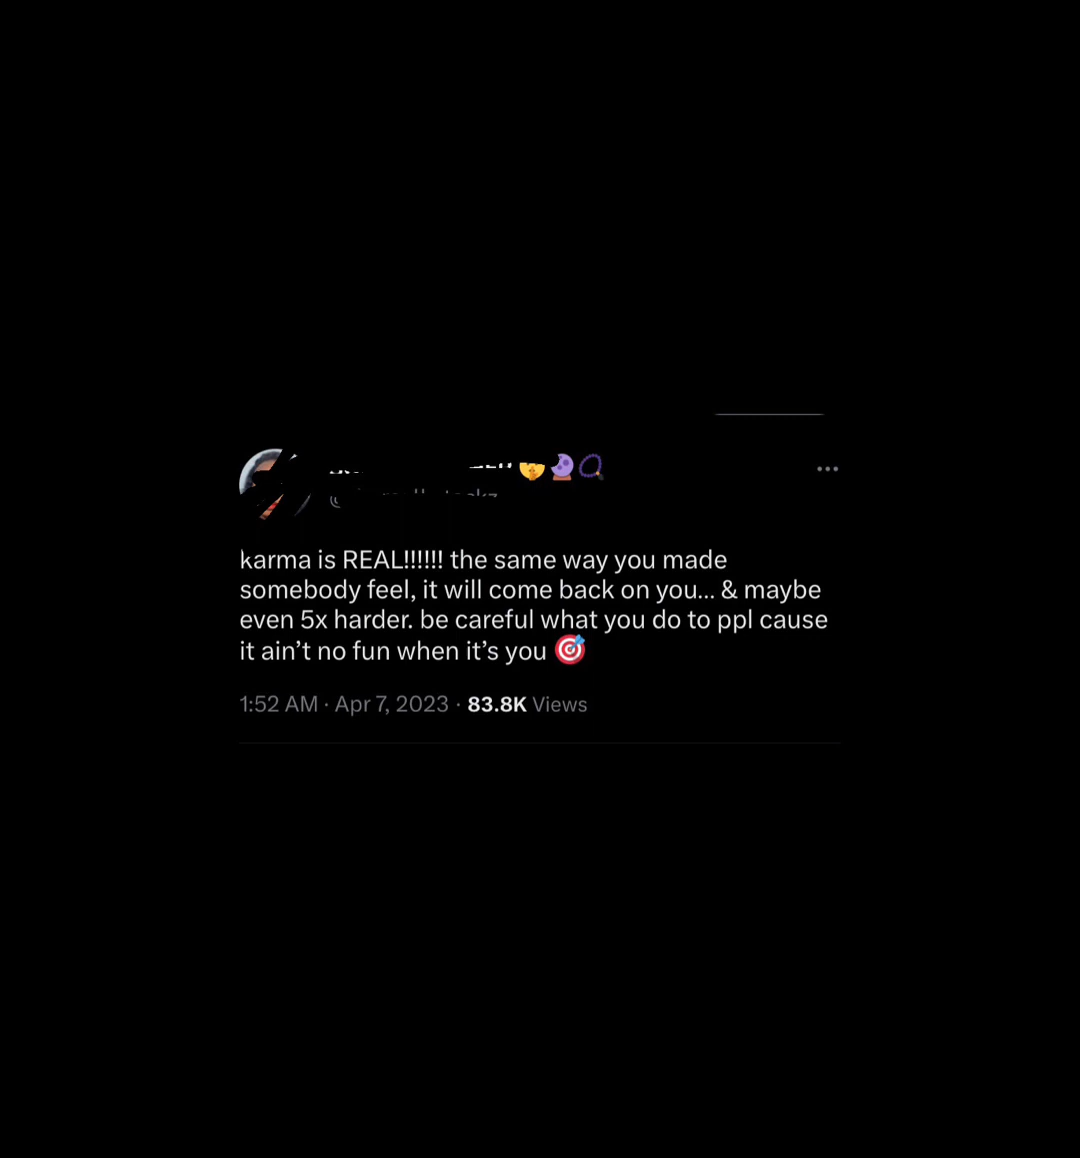 karma is REAL!!!!!! the same way you made
somebody feel, it will come back on you... & maybe
even 5x harder. be careful what you do to ppl cause
it ain’t no fun when it’s you 🎯
1:52 AM · Apr 7, 2023 · 83.8K Views